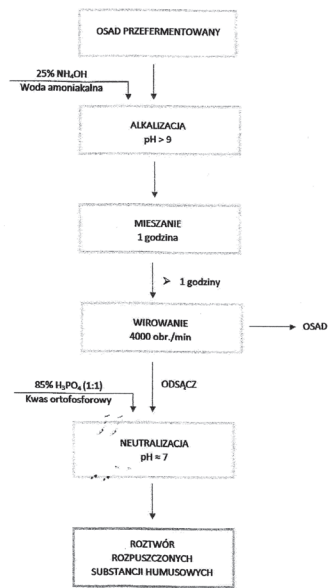 OSAD PRZEFERMENTOWANY
25% NH₄OH
Woda amoniakalna
ALKALIZACJA
pH > 9
MIESZANIE
1 godzina
➢ 1 godziny
WIROWANIE
4000 obr./min
OSAD
ODSĄCZ
85% H₃PO₄ (1:1)
Kwas ortofosforowy
NEUTRALIZACJA
pH ≈ 7
ROZTWÓR
ROZPUSZCZONYCH
SUBSTANCJI HUMUSOWYCH